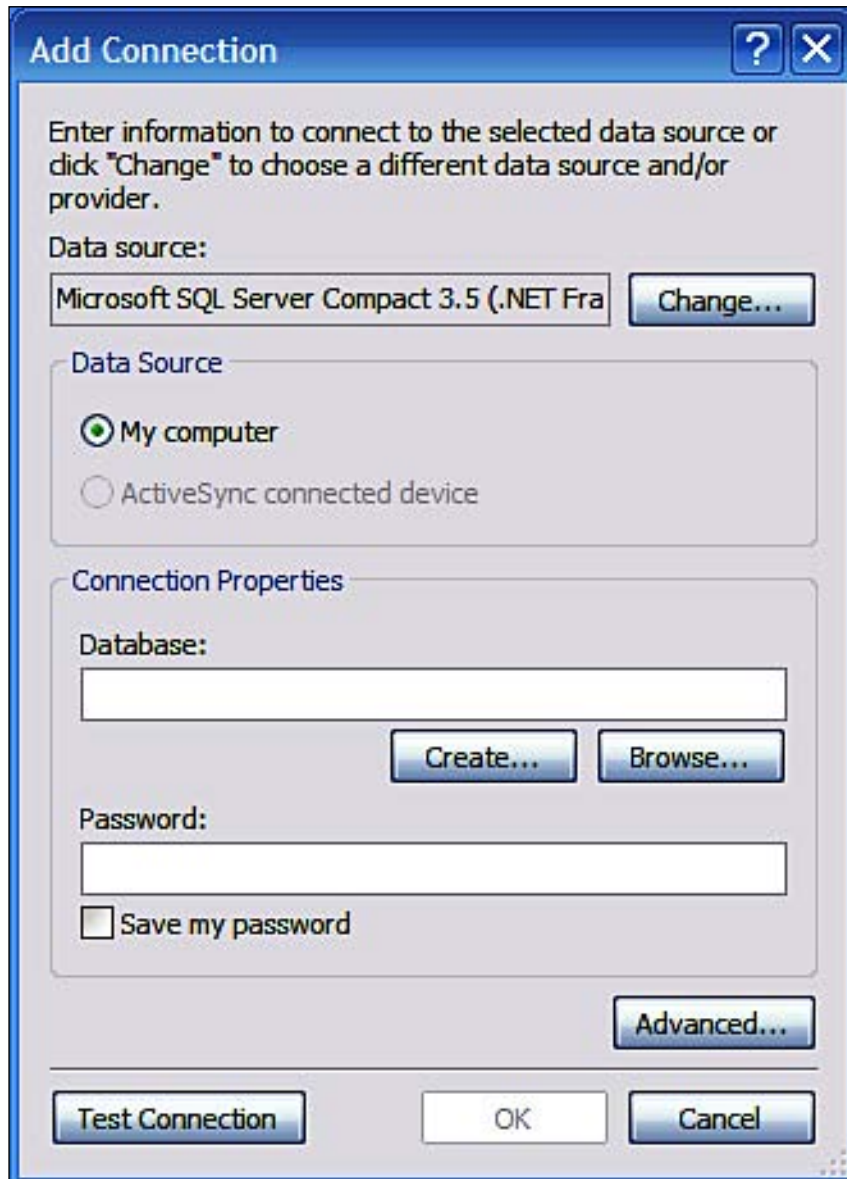 Add Connection
Enter information to connect to the selected data source or
click "Change" to choose a different data source and/or
provider.
Data source:
Microsoft SQL Server Compact 3.5 (.NET Fra
Change...
Data Source
My computer
ActiveSync connected device
Connection Properties
Database:
Create... Browse...
Password:
Save my password
Advanced...
Test Connection OK Cancel